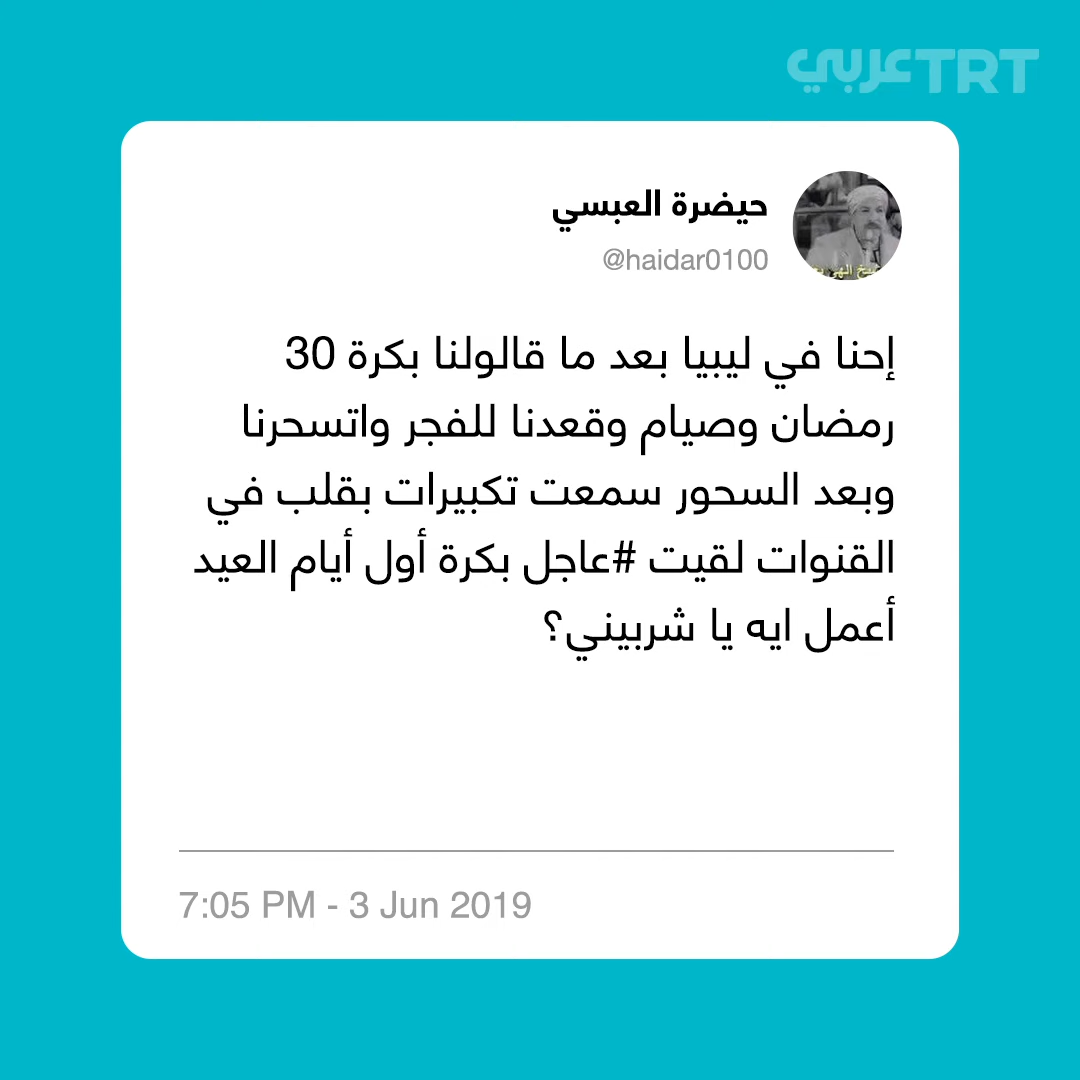 TRT عربي
حيضرة العبسي
@haidar0100
إحنا في ليبيا بعد ما قالولنا بكرة 30
رمضان وصيام وقعدنا للفجر واتسحرنا
وبعد السحور سمعت تكبيرات بقلب في
القنوات لقيت #عاجل بكرة أول أيام العيد
أعمل ايه يا شربيني؟
7:05 PM - 3 Jun 2019